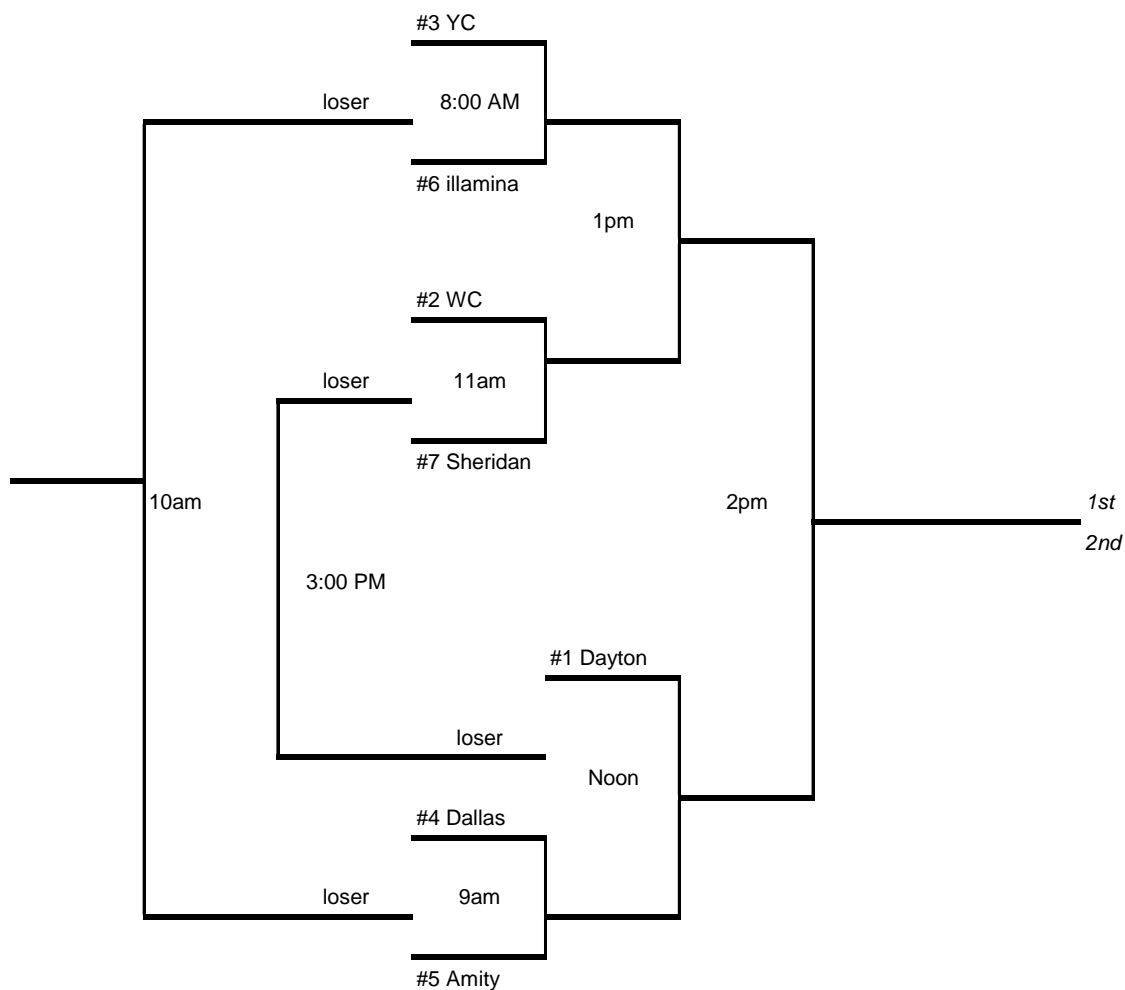 #3 YC
loser
8:00 AM
#6 illamina
1pm
#2 WC
loser
11am
#7 Sheridan
10am
2pm
1st
2nd
3:00 PM
#1 Dayton
loser
Noon
#4 Dallas
loser
9am
#5 Amity